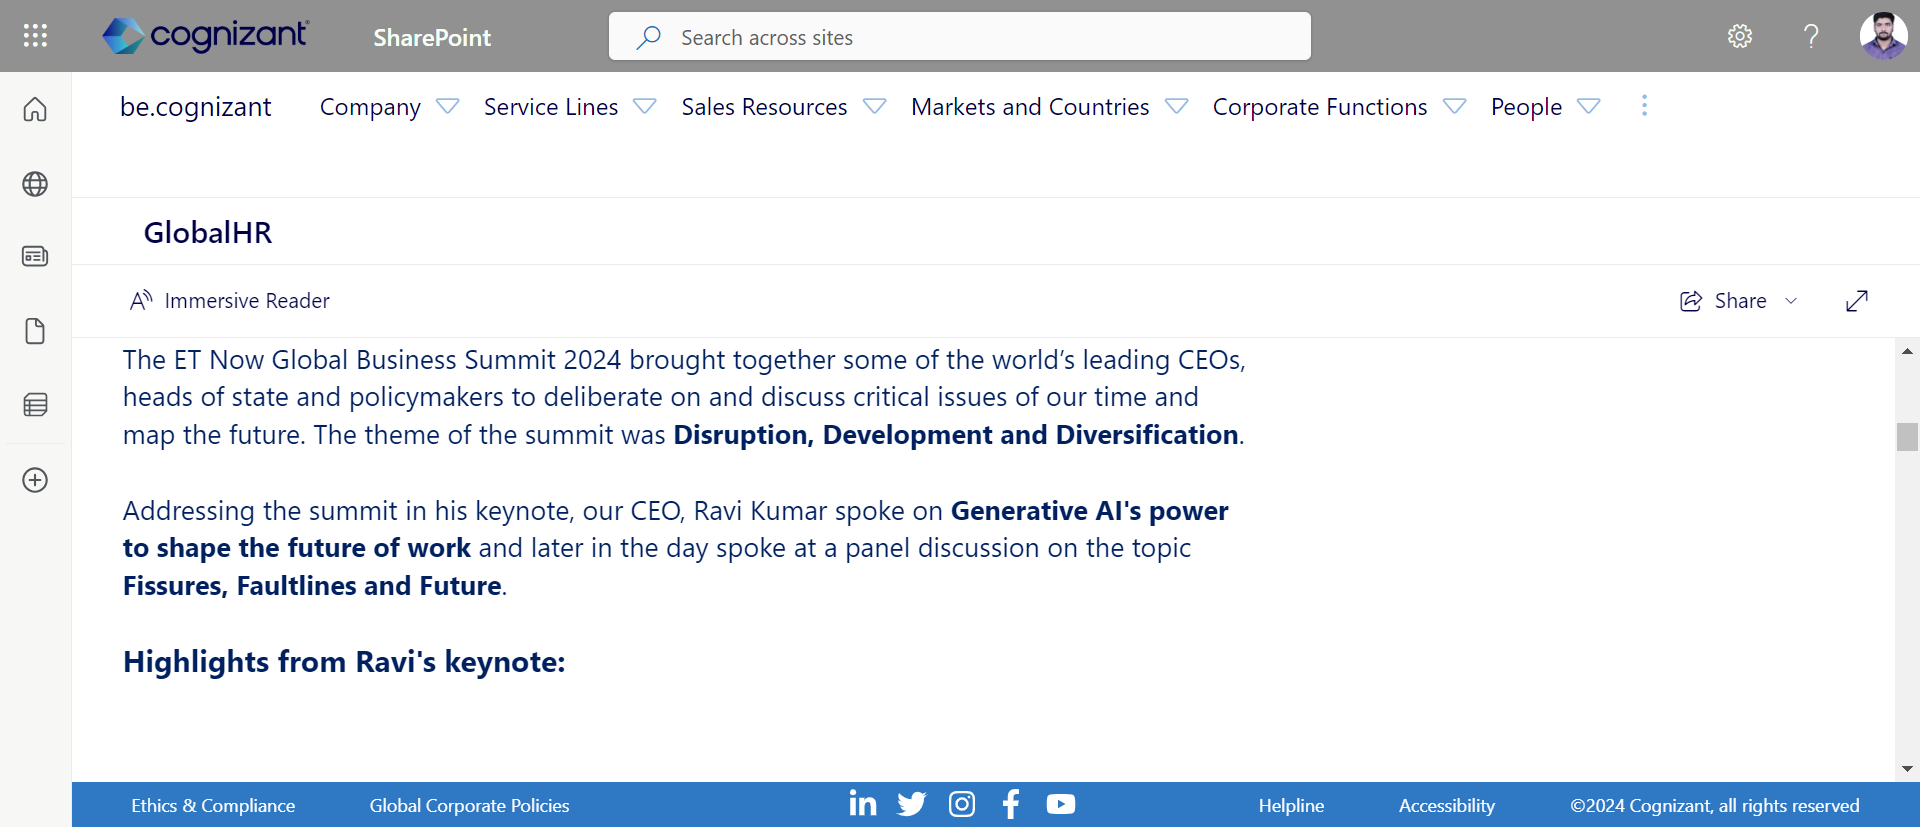 cognizant
SharePoint
Search across sites
be.cognizant Company Service Lines Sales Resources Markets and Countries Corporate Functions People
GlobalHR
Immersive Reader
Share
The ET Now Global Business Summit 2024 brought together some of the world’s leading CEOs,
heads of state and policymakers to deliberate on and discuss critical issues of our time and
map the future. The theme of the summit was Disruption, Development and Diversification.
Addressing the summit in his keynote, our CEO, Ravi Kumar spoke on Generative AI's power
to shape the future of work and later in the day spoke at a panel discussion on the topic
Fissures, Faultlines and Future.
Highlights from Ravi's keynote:
Ethics & Compliance Global Corporate Policies Helpline Accessibility ©2024 Cognizant, all rights reserved